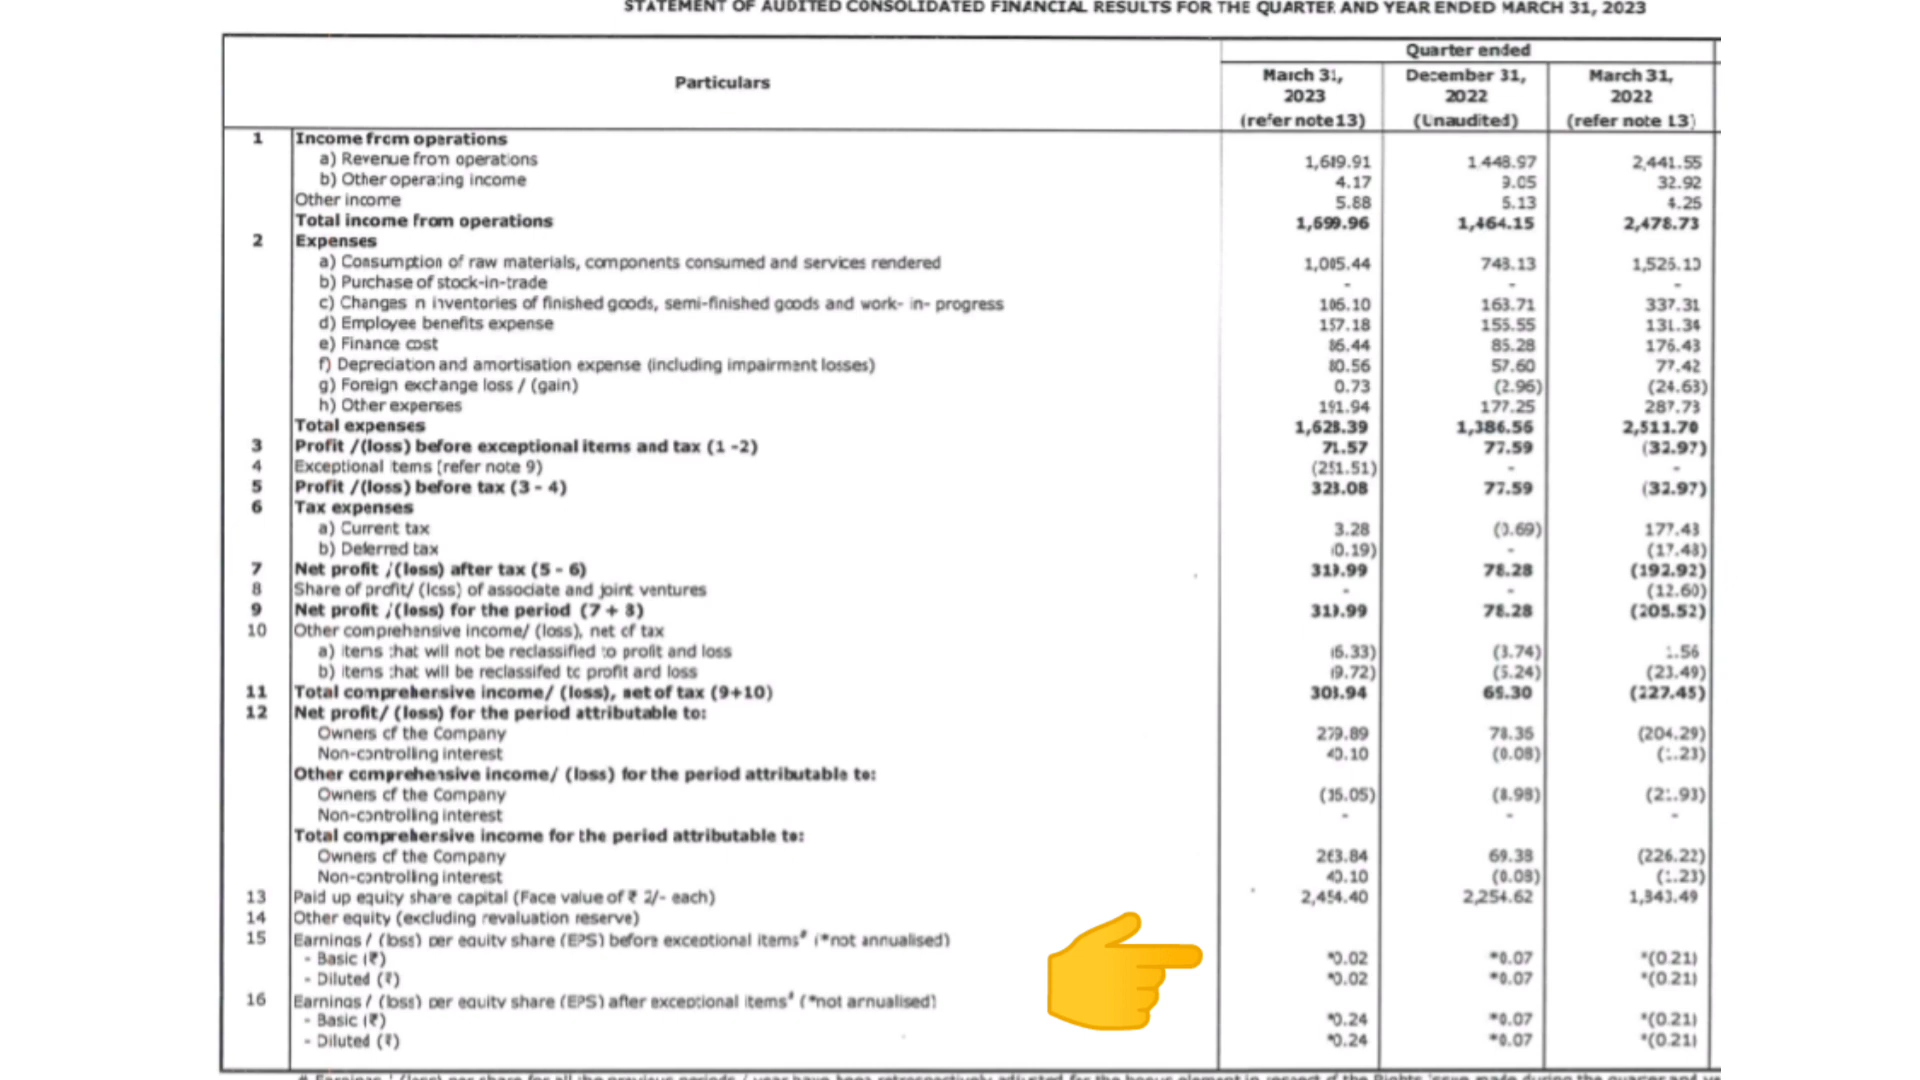 STATEMENT OF AUDITED CONSOLIDATED FINANCIAL RESULTS FOR THE QUARTER AND YEAR ENDED MARCH 31, 2023
Particulars
Quarter ended
March 31, 2023 (refer note 13)
December 31, 2022 (Unaudited)
March 31, 2022 (refer note 13)
1 Income from operations
a) Revenue from operations 1,689.91 1,448.97 2,441.55
b) Other operating income 4.17 9.05 32.92
Other income 5.88 6.13 4.26
Total income from operations 1,699.96 1,464.15 2,478.73
2 Expenses
a) Consumption of raw materials, components consumed and services rendered 1,005.44 748.13 1,526.10
b) Purchase of stock-in-trade - - -
c) Changes in inventories of finished goods, semi-finished goods and work- in- progress 106.10 163.71 337.31
d) Employee benefits expense 157.18 155.55 131.34
e) Finance cost 86.44 85.28 176.43
f) Depreciation and amortisation expense (including impairment losses) 80.56 57.60 77.42
g) Foreign exchange loss / (gain) 0.73 (2.96) (24.63)
h) Other expenses 191.94 177.25 287.73
Total expenses 1,628.39 1,386.56 2,511.70
3 Profit /(loss) before exceptional items and tax (1 -2) 71.57 77.59 (32.97)
4 Exceptional items (refer note 9) (251.51) - -
5 Profit /(loss) before tax (3 - 4) 323.08 77.59 (32.97)
6 Tax expenses
a) Current tax 3.28 (0.69) 177.43
b) Deferred tax (0.19) - (17.48)
7 Net profit /(loss) after tax (5 - 6) 319.99 78.28 (192.92)
8 Share of profit/ (loss) of associate and joint ventures - - (12.60)
9 Net profit /(loss) for the period (7 + 8) 319.99 78.28 (205.52)
10 Other comprehensive income/ (loss), net of tax
a) items that will not be reclassified to profit and loss (6.33) (3.74) 1.56
b) items that will be reclassifed to profit and loss (9.72) (5.24) (23.49)
11 Total comprehensive income/ (loss), net of tax (9+10) 303.94 69.30 (227.45)
12 Net profit/ (loss) for the period attributable to:
Owners of the Company 279.89 78.36 (204.29)
Non-controlling interest 40.10 (0.08) (1.23)
Other comprehensive income/ (loss) for the period attributable to:
Owners of the Company (16.05) (8.98) (21.93)
Non-controlling interest - - -
Total comprehensive income for the period attributable to:
Owners of the Company 263.84 69.38 (226.22)
Non-controlling interest 40.10 (0.08) (1.23)
13 Paid up equity share capital (Face value of ₹ 2/- each) 2,454.40 2,254.62 1,843.49
14 Other equity (excluding revaluation reserve)
15 Earnings / (loss) per equity share (EPS) before exceptional items# (*not annualised)
- Basic (₹) *0.02 *0.07 *(0.21)
- Diluted (₹) *0.02 *0.07 *(0.21)
16 Earnings / (loss) per equity share (EPS) after exceptional items# (*not annualised)
- Basic (₹) *0.24 *0.07 *(0.21)
- Diluted (₹) *0.24 *0.07 *(0.21)